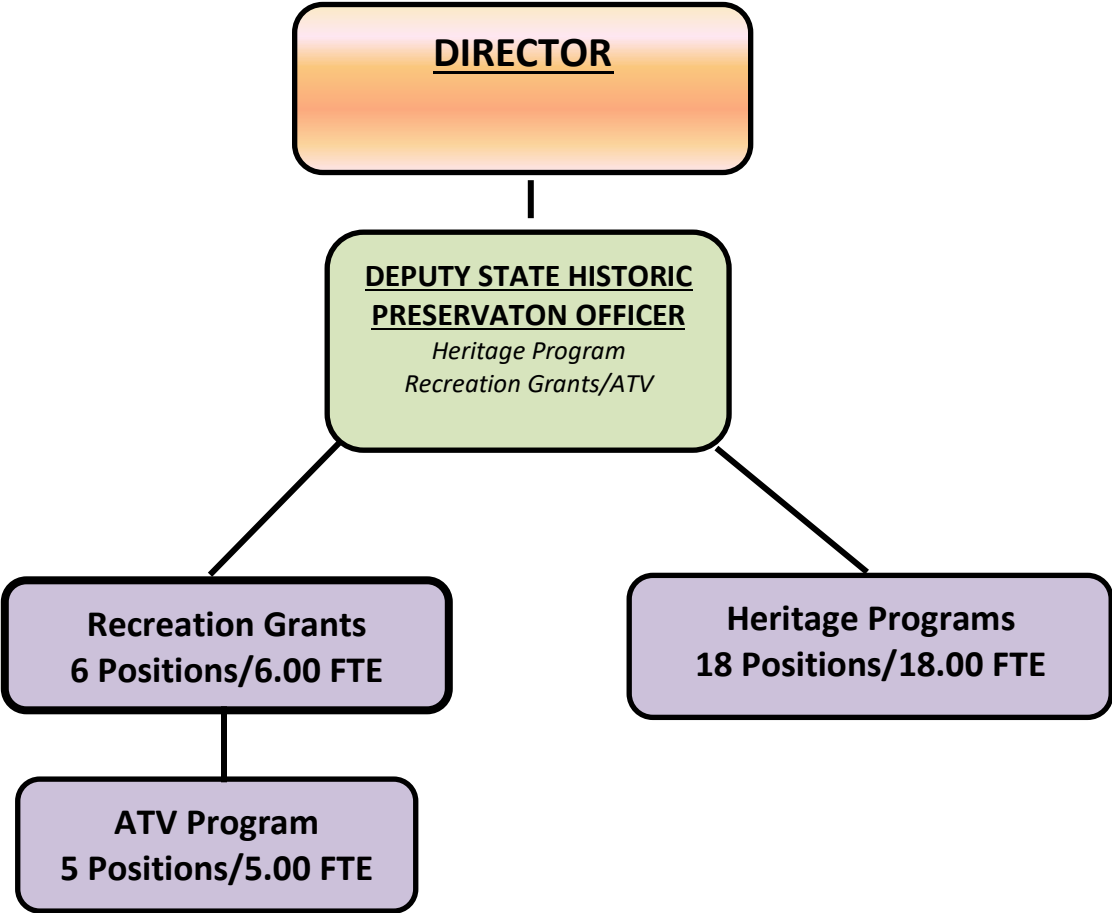 DIRECTOR
DEPUTY STATE HISTORIC
PRESERVATON OFFICER
Heritage Program
Recreation Grants/ATV
Recreation Grants
6 Positions/6.00 FTE
Heritage Programs
18 Positions/18.00 FTE
ATV Program
5 Positions/5.00 FTE